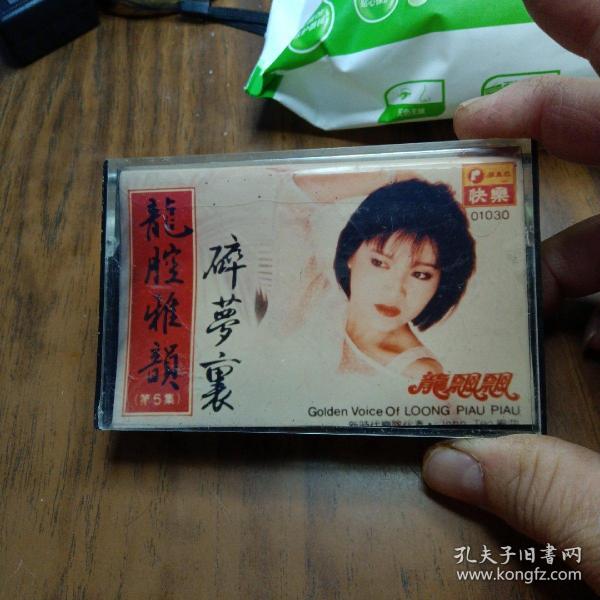 龍腔雅韻
(第5集)
碎夢裏
快樂
01030
龍飄飄
Golden Voice Of LOONG PIAU PIAU
孔夫子旧书网
www.kongfz.com